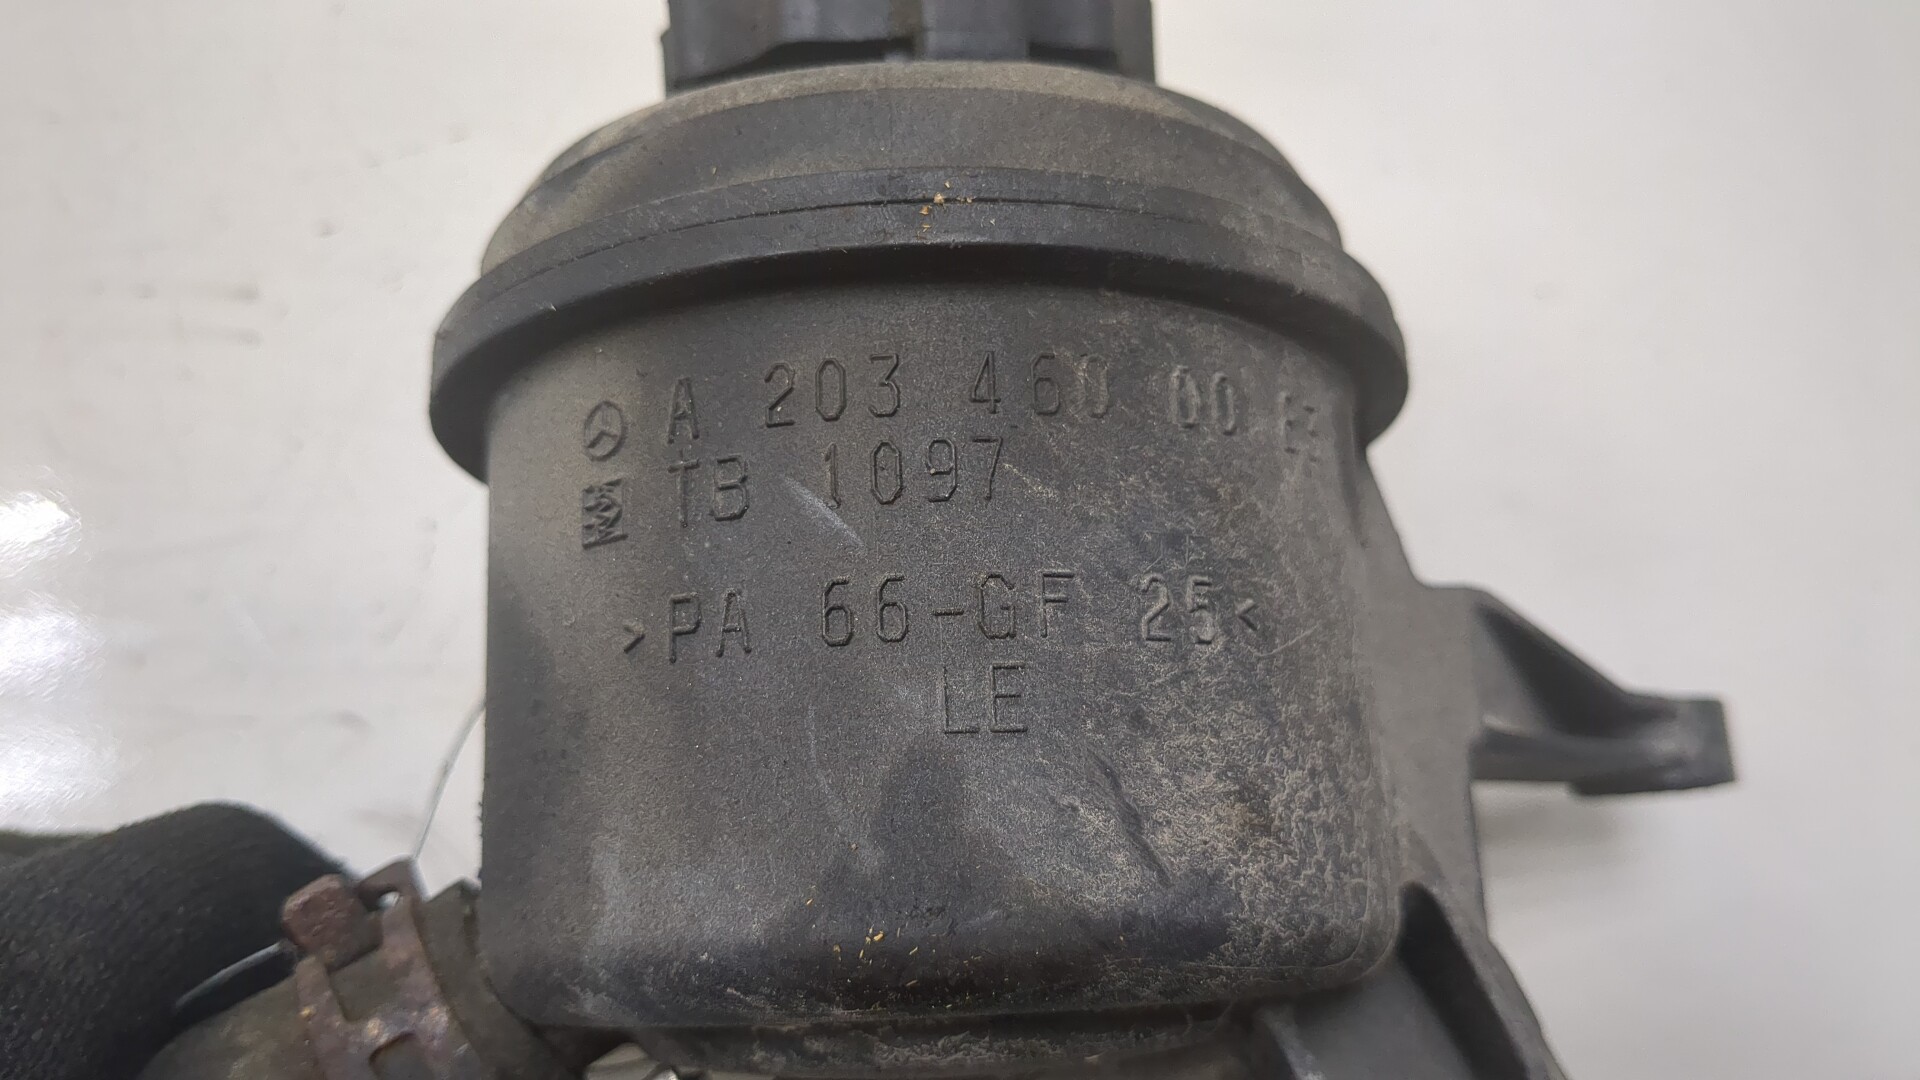 A 203 460 00
TB 1097
>PA 66-GF 25<
LE